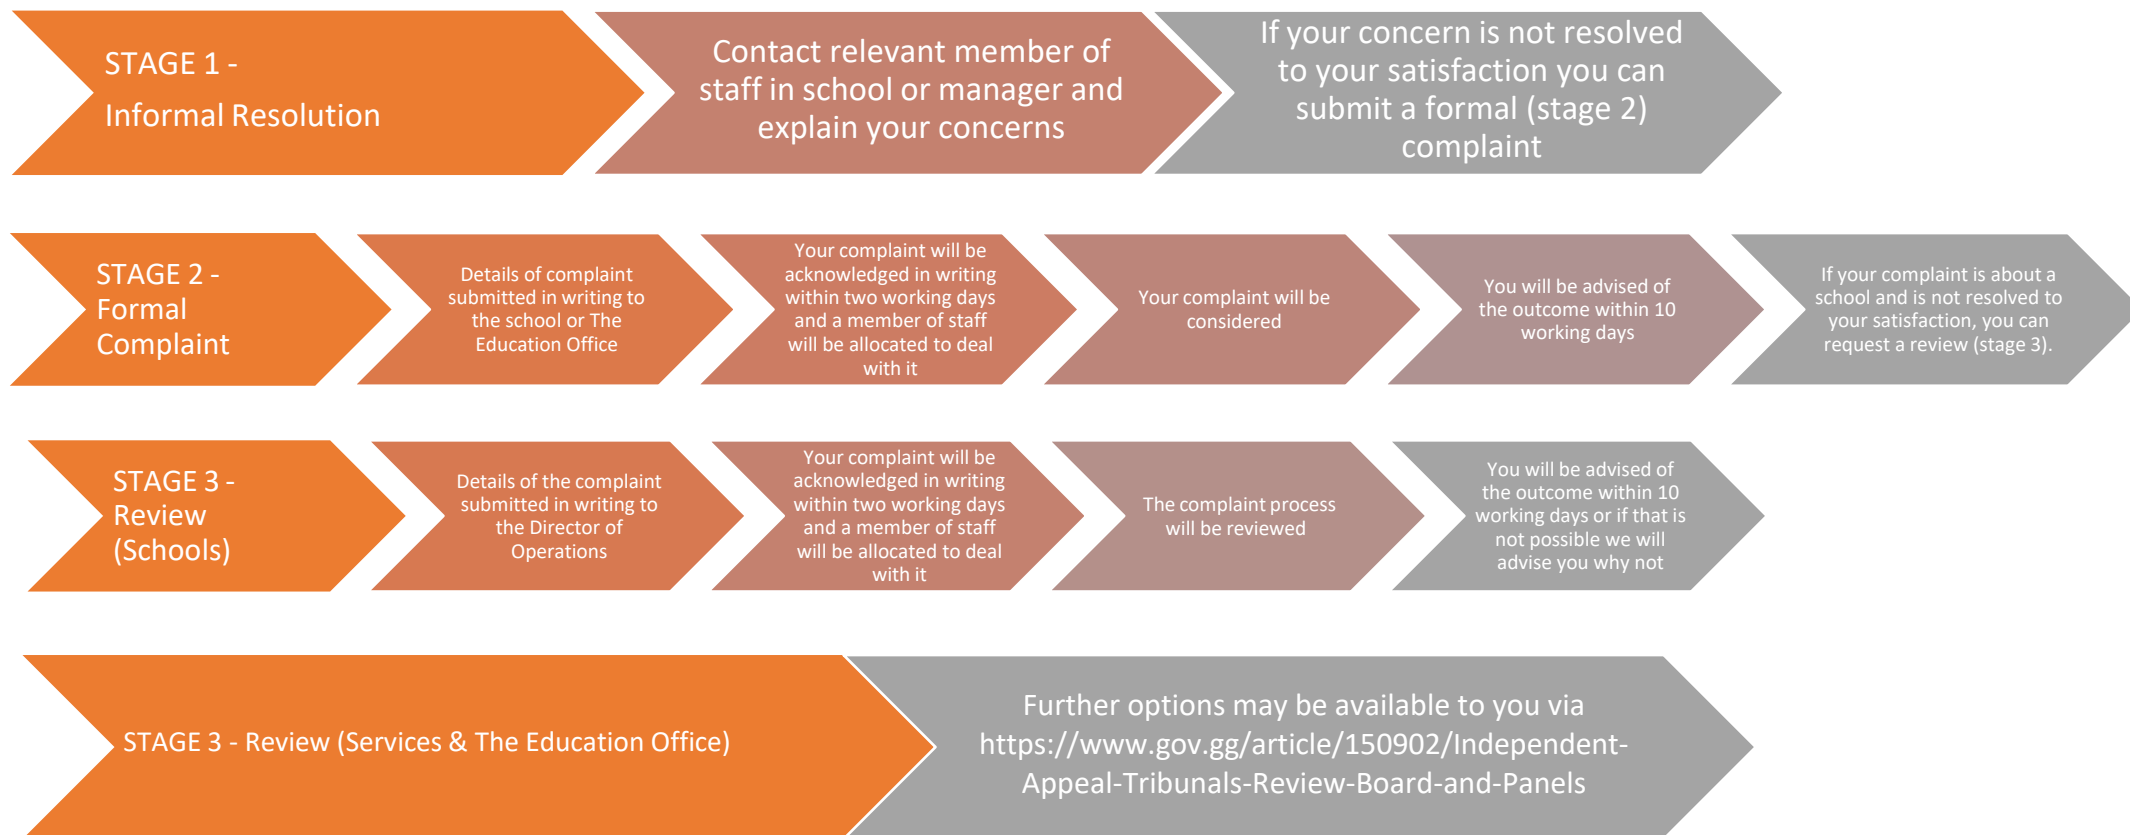 STAGE 1 -
Informal Resolution
Contact relevant member of
staff in school or manager and
explain your concerns
If your concern is not resolved
to your satisfaction you can
submit a formal (stage 2)
complaint
STAGE 2 -
Formal
Complaint
Details of complaint
submitted in writing to
the school or The
Education Office
Your complaint will be
acknowledged in writing
within two working days
and a member of staff
will be allocated to deal
with it
Your complaint will be
considered
You will be advised of
the outcome within 10
working days
If your complaint is about a
school and is not resolved to
your satisfaction, you can
request a review (stage 3).
STAGE 3 -
Review
(Schools)
Details of the complaint
submitted in writing to
the Director of
Operations
Your complaint will be
acknowledged in writing
within two working days
and a member of staff
will be allocated to deal
with it
The complaint process
will be reviewed
You will be advised of
the outcome within 10
working days or if that is
not possible we will
advise you why not
STAGE 3 - Review (Services & The Education Office)
Further options may be available to you via
https://www.gov.gg/article/150902/Independent-
Appeal-Tribunals-Review-Board-and-Panels